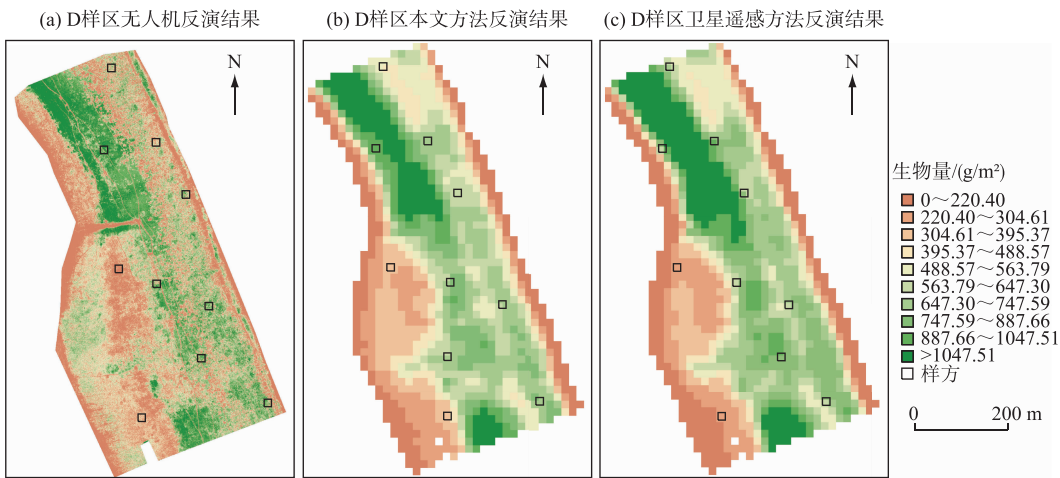 (a) D样区无人机反演结果
(b) D样区本文方法反演结果
(c) D样区卫星遥感方法反演结果
N
N
N
生物量/(g/m²)
0～220.40
220.40～304.61
304.61～395.37
395.37～488.57
488.57～563.79
563.79～647.30
647.30～747.59
747.59～887.66
887.66～1047.51
>1047.51
样方
0 200 m